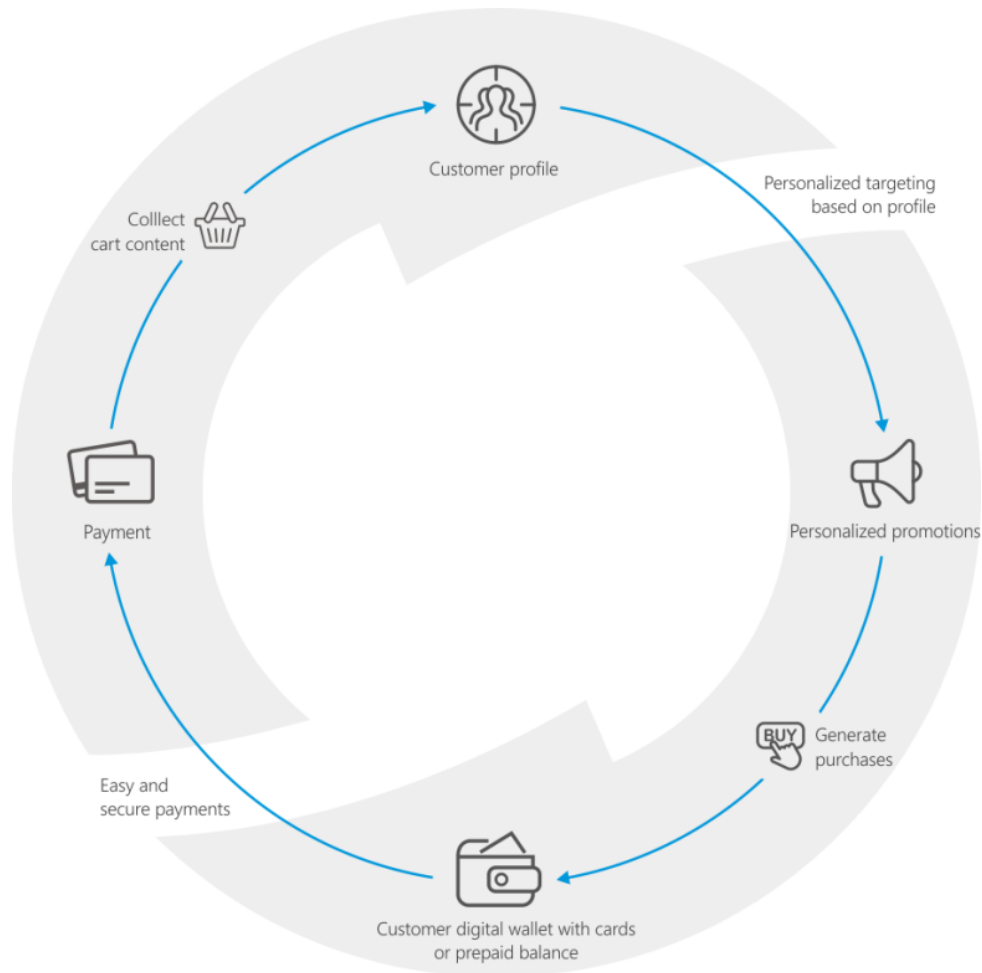 Customer profile
Personalized targeting
based on profile
Colllect
cart content
Payment
Personalized promotions
BUY
Generate
purchases
Easy and
secure payments
Customer digital wallet with cards
or prepaid balance